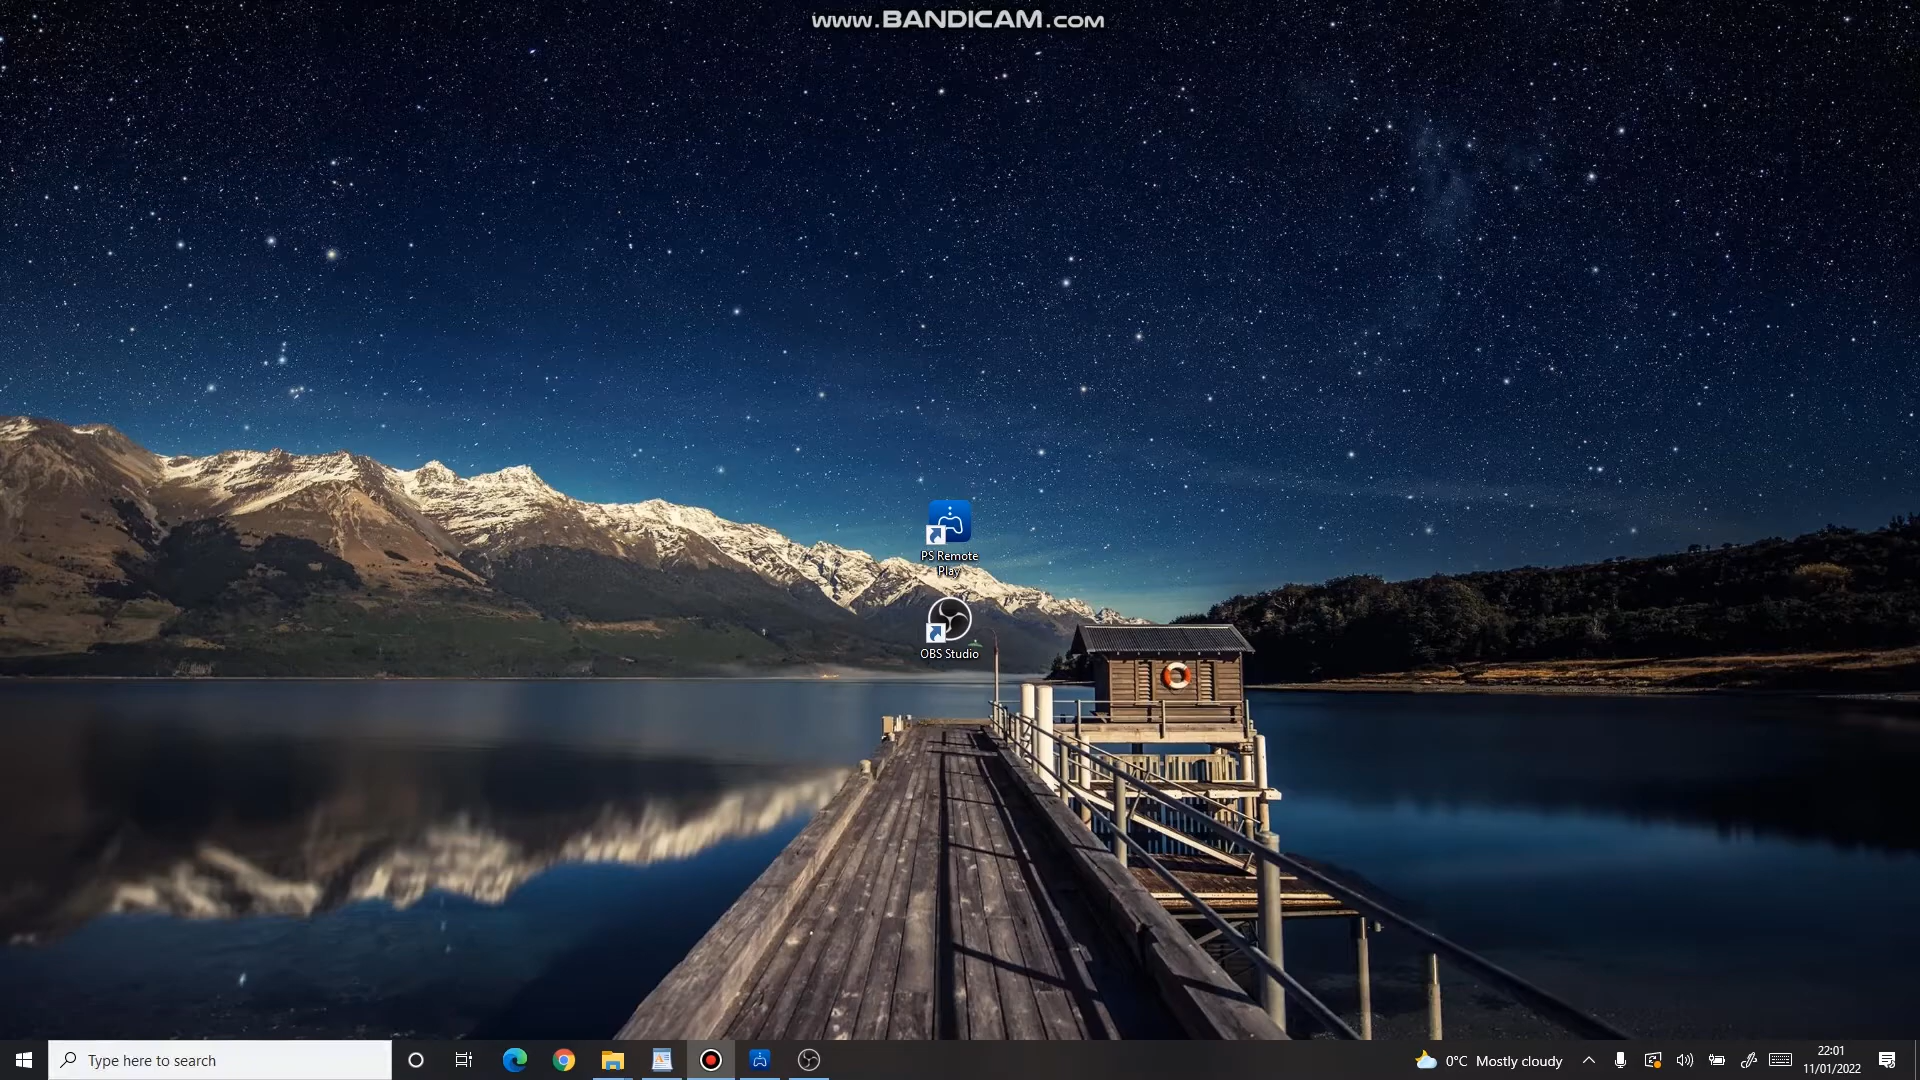 www.BANDICAM.com
PS Remote
Play
OBS Studio
Type here to search
0°C Mostly cloudy
22:01
11/01/2022